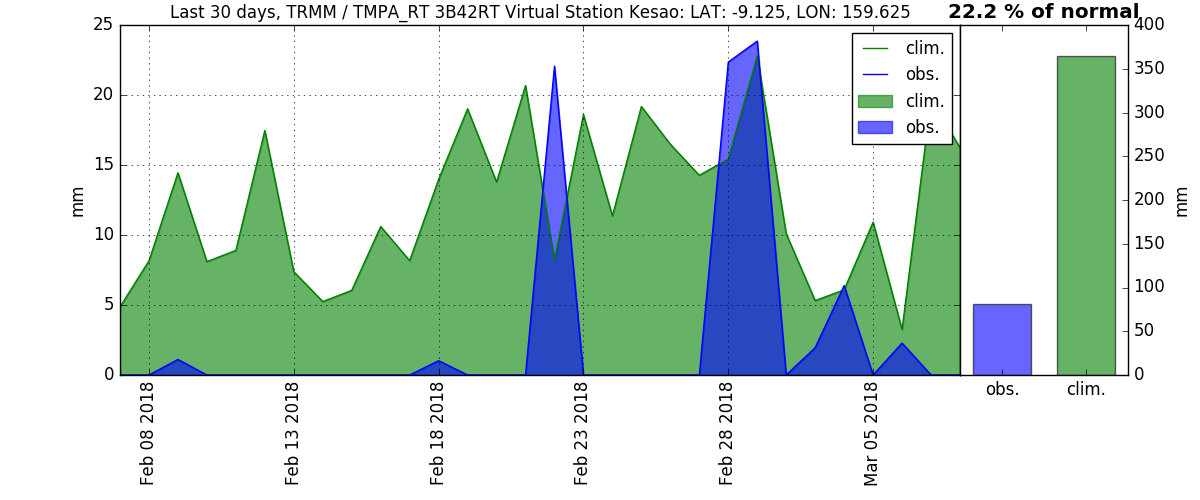 Last 30 days, TRMM / TMPA_RT 3B42RT Virtual Station Kesao: LAT: -9.125, LON: 159.625
22.2 % of normal
25
20
15
10
5
0
mm
clim.
obs.
clim.
obs.
400
350
300
250
200
150
100
50
0
mm
Feb 08 2018
Feb 13 2018
Feb 18 2018
Feb 23 2018
Feb 28 2018
Mar 05 2018
obs.
clim.